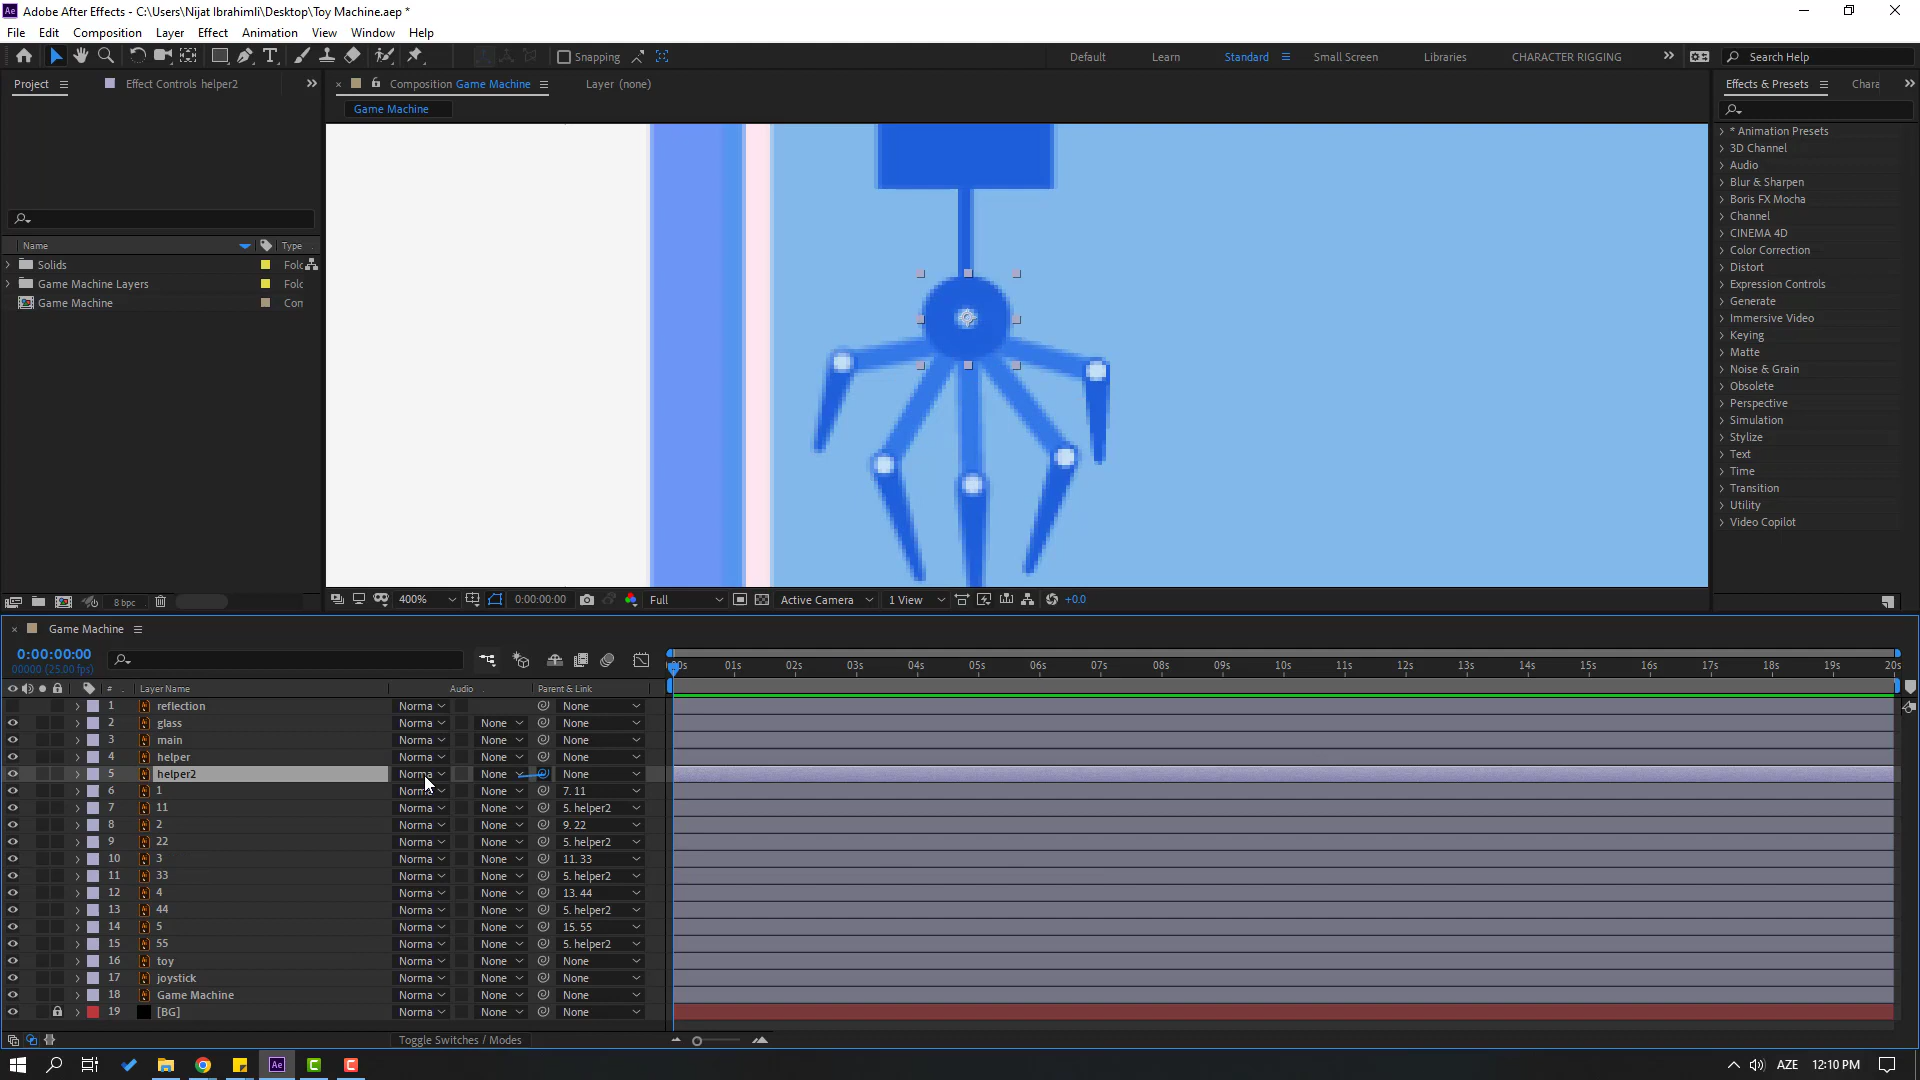 Adobe After Effects - C:\Users\Nijat Ibrahimli\Desktop\Toy Machine.aep *
File Edit Composition Layer Effect Animation View Window Help
Snapping Default Learn Standard Small Screen Libraries CHARACTER RIGGING Search Help
Project Effect Controls helper2 Composition Game Machine Layer (none) Effects & Presets Chara
Game Machine
Name Type
Solids Fold
Game Machine Layers Fold
Game Machine Con
* Animation Presets
3D Channel
Audio
Blur & Sharpen
Boris FX Mocha
Channel
CINEMA 4D
Color Correction
Distort
Expression Controls
Generate
Immersive Video
Keying
Matte
Noise & Grain
Obsolete
Perspective
Simulation
Stylize
Text
Time
Transition
Utility
Video Copilot
8 bpc 400% 0:00:00:00 Full Active Camera 1 View +0.0
Game Machine
0:00:00:00
00000 (25.00 fps)
:00s 01s 02s 03s 04s 05s 06s 07s 08s 09s 10s 11s 12s 13s 14s 15s 16s 17s 18s 19s 20s
# Layer Name Audio Parent & Link
1 reflection Norma None
2 glass Norma None None
3 main Norma None None
4 helper Norma None None
5 helper2 Norma None None
6 1 Norma None 7. 11
7 11 Norma None 5. helper2
8 2 Norma None 9. 22
9 22 Norma None 5. helper2
10 3 Norma None 11. 33
11 33 Norma None 5. helper2
12 4 Norma None 13. 44
13 44 Norma None 5. helper2
14 5 Norma None 15. 55
15 55 Norma None 5. helper2
16 toy Norma None None
17 joystick Norma None None
18 Game Machine Norma None None
19 [BG] Norma None None
Toggle Switches / Modes
Ae AZE 12:10 PM